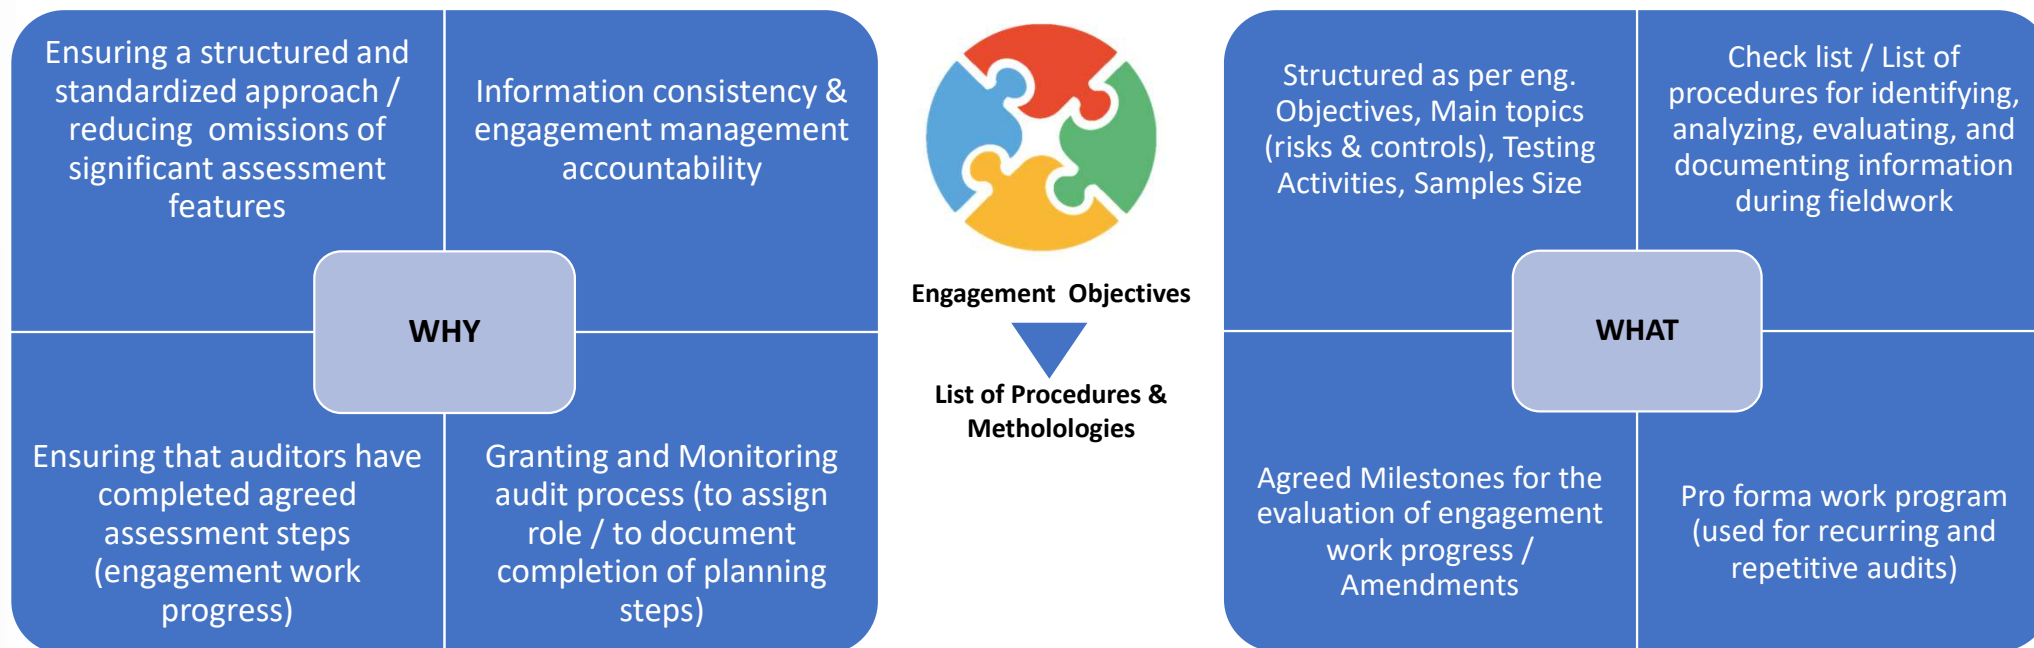 Ensuring a structured and
standardized approach /
reducing omissions of
significant assessment
features
Information consistency &
engagement management
accountability
WHY
Ensuring that auditors have
completed agreed
assessment steps
(engagement work
progress)
Granting and Monitoring
audit process (to assign
role / to document
completion of planning
steps)
Engagement Objectives
List of Procedures &
Metholologies
Structured as per eng.
Objectives, Main topics
(risks & controls), Testing
Activities, Samples Size
Check list / List of
procedures for identifying,
analyzing, evaluating, and
documenting information
during fieldwork
WHAT
Agreed Milestones for the
evaluation of engagement
work progress /
Amendments
Pro forma work program
(used for recurring and
repetitive audits)